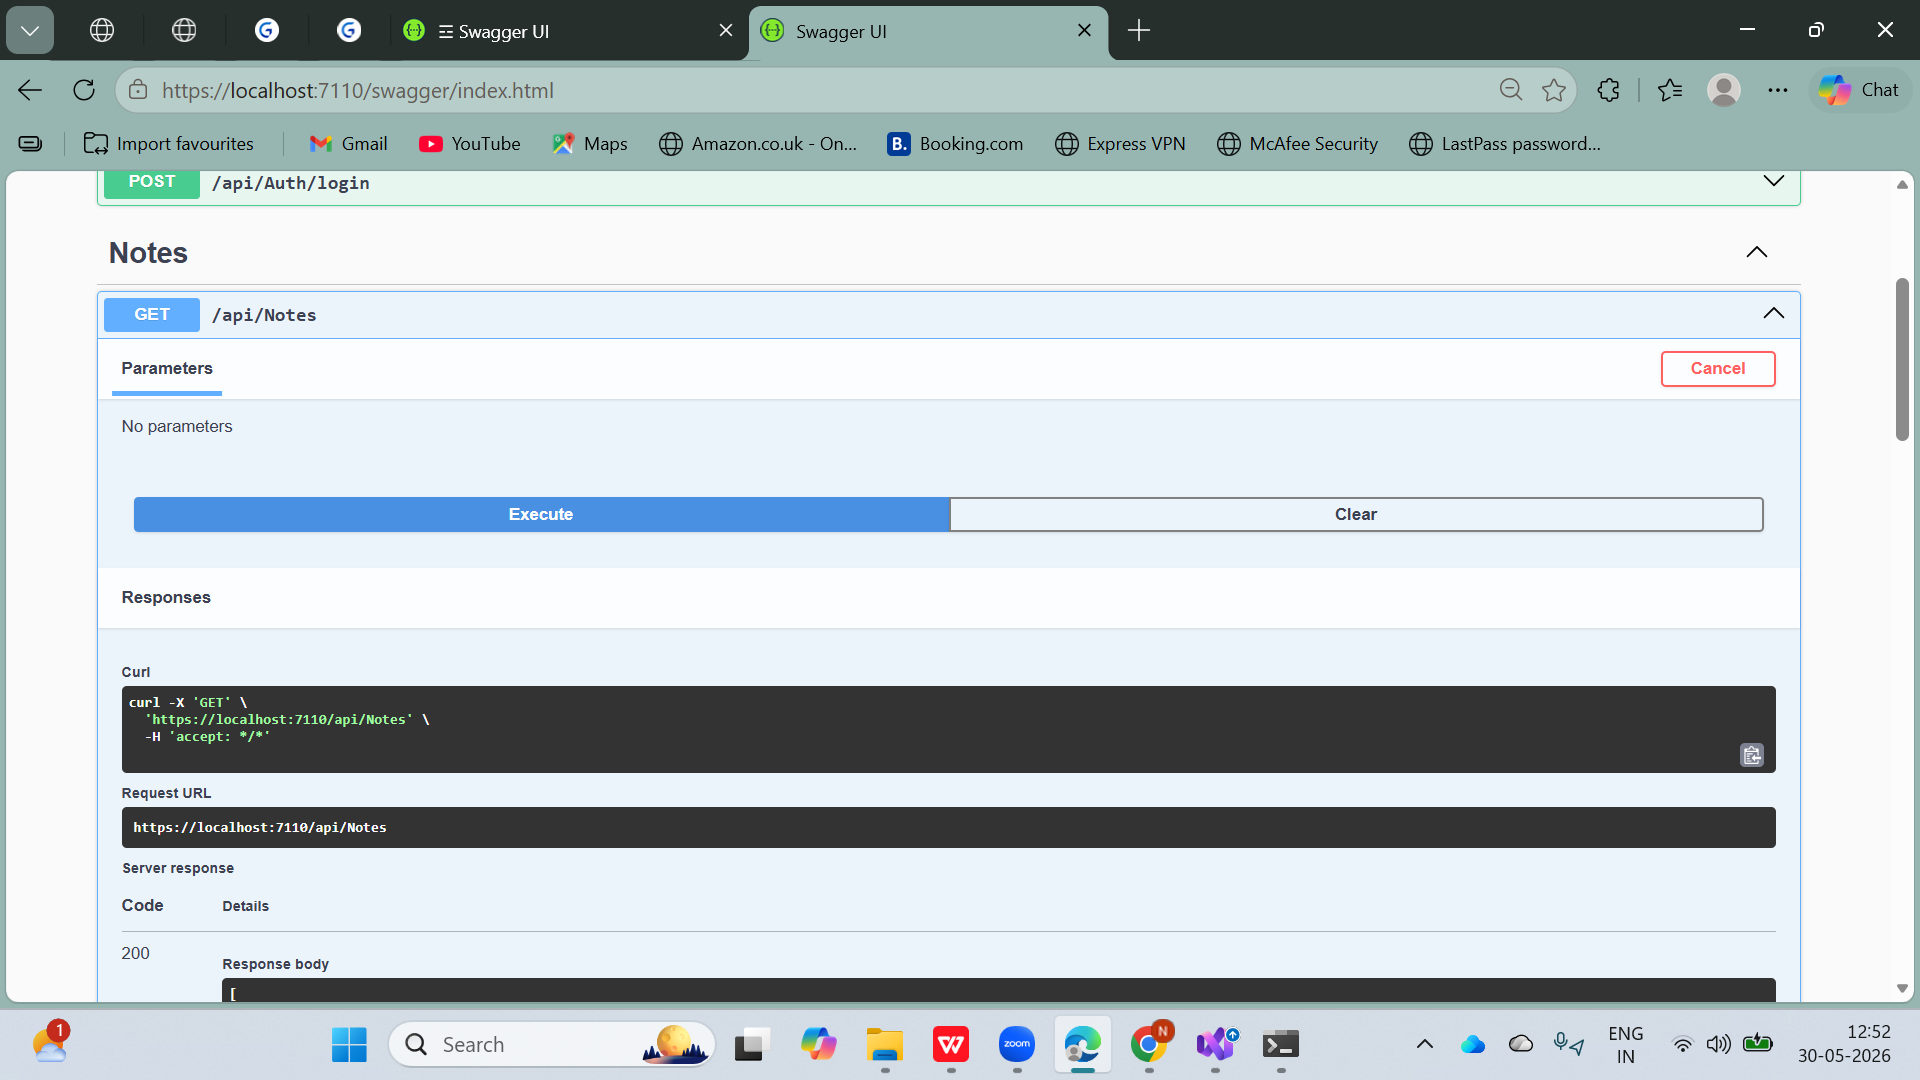 Swagger UI
Swagger UI
https://localhost:7110/swagger/index.html
Chat
Import favourites
Gmail
YouTube
Maps
Amazon.co.uk - On...
B.
Booking.com
Express VPN
McAfee Security
LastPass password...
POST
/api/Auth/login
Notes
GET
/api/Notes
Parameters
Cancel
No parameters
Execute
Clear
Responses
Curl
curl -X 'GET' \
'https://localhost:7110/api/Notes' \
-H 'accept: */*'
Request URL
https://localhost:7110/api/Notes
Server response
Code
Details
200
Response body
[
1
Search
W
zoom
N
ENG
IN
12:52
30-05-2026